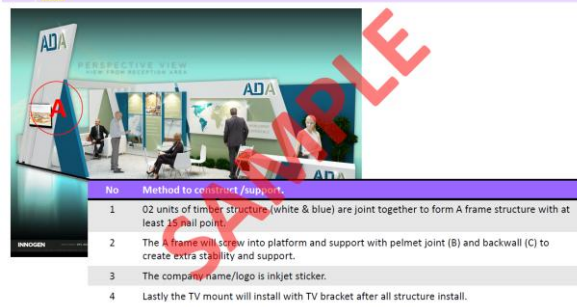 ADA
PERSPECTIVE VIEW
VIEW FROM RECEPTION AREA
ADA
A
ADA
SAMPLE
No Method to construct /support.
1 02 units of timber structure (white & blue) are joint together to form A frame structure with at
least 15 nail point.
2 The A frame will screw into platform and support with pelmet joint (B) and backwall (C) to
create extra stability and support.
3 The company name/logo is inkjet sticker.
INNOGEN
4 Lastly the TV mount will install with TV bracket after all structure install.